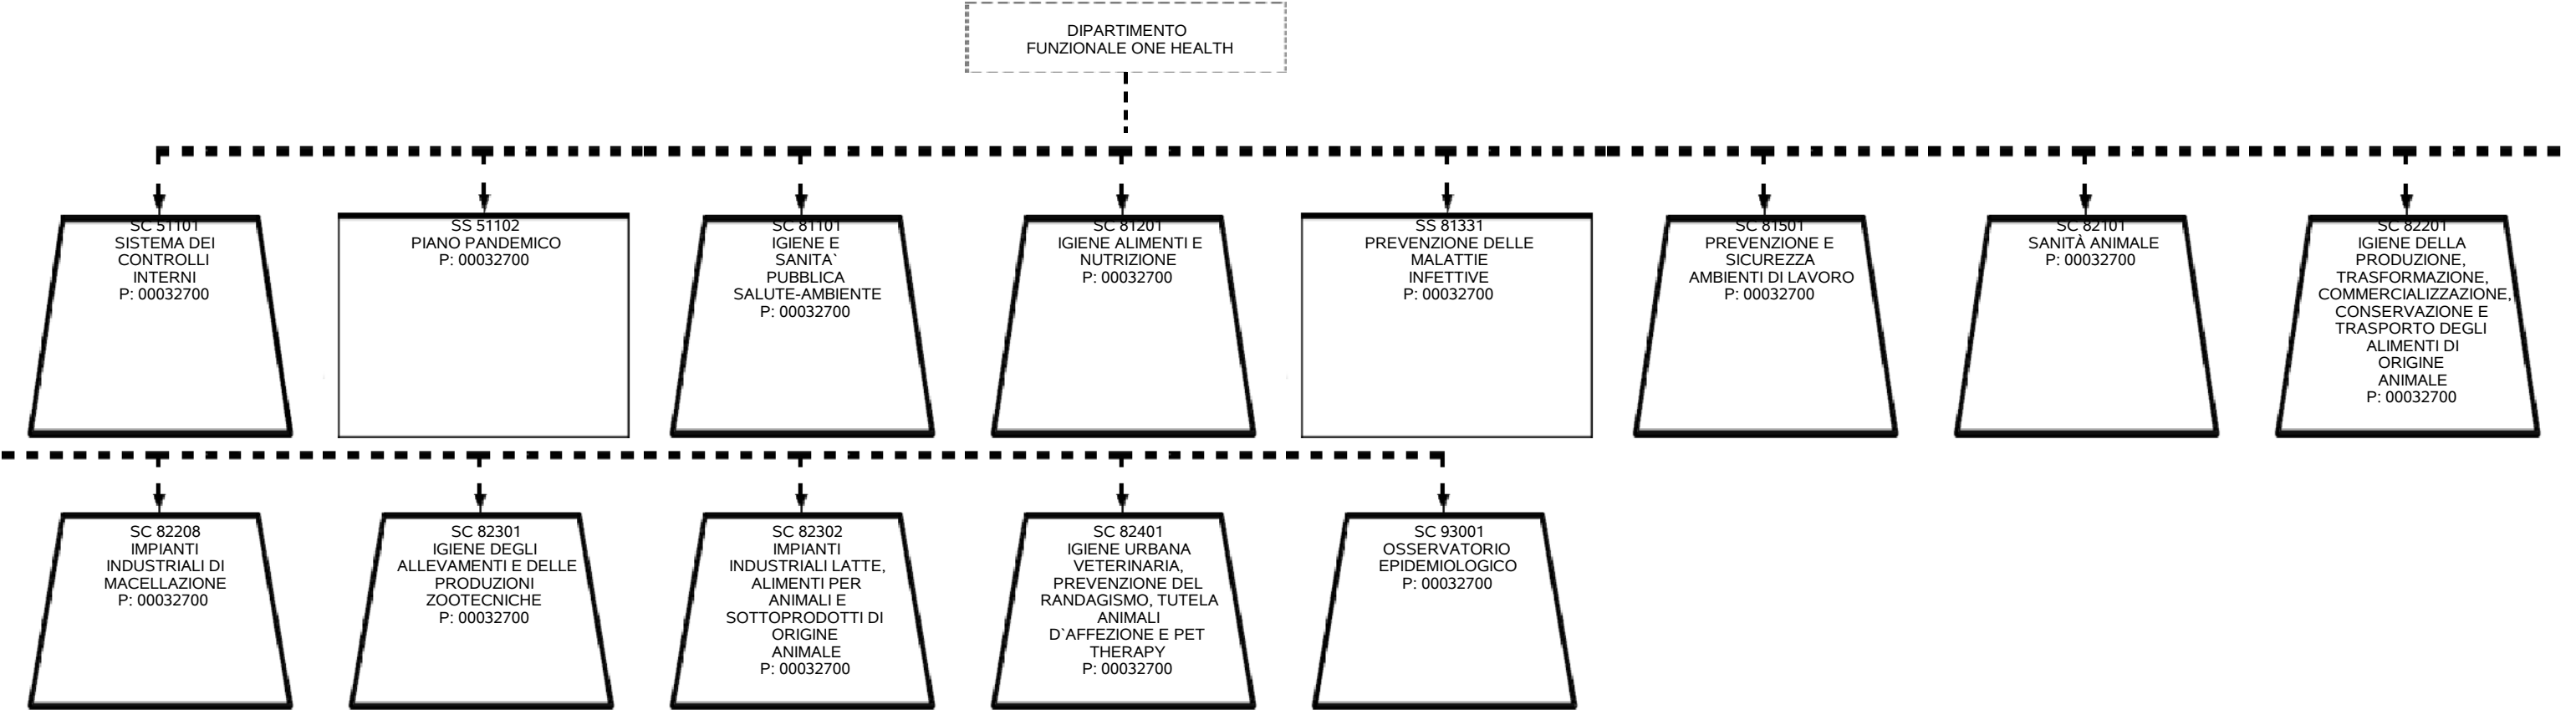 DIPARTIMENTO
FUNZIONALE ONE HEALTH
SC 51101
SISTEMA DEI
CONTROLLI
INTERNI
P: 00032700
SS 51102
PIANO PANDEMICO
P: 00032700
SC 81101
IGIENE E
SANITA`
PUBBLICA
SALUTE-AMBIENTE
P: 00032700
SC 81201
IGIENE ALIMENTI E
NUTRIZIONE
P: 00032700
SS 81331
PREVENZIONE DELLE
MALATTIE
INFETTIVE
P: 00032700
SC 81501
PREVENZIONE E
SICUREZZA
AMBIENTI DI LAVORO
P: 00032700
SC 82101
SANITÀ ANIMALE
P: 00032700
SC 82201
IGIENE DELLA
PRODUZIONE,
TRASFORMAZIONE,
COMMERCIALIZZAZIONE,
CONSERVAZIONE E
TRASPORTO DEGLI
ALIMENTI DI
ORIGINE
ANIMALE
P: 00032700
SC 82208
IMPIANTI
INDUSTRIALI DI
MACELLAZIONE
P: 00032700
SC 82301
IGIENE DEGLI
ALLEVAMENTI E DELLE
PRODUZIONI
ZOOTECNICHE
P: 00032700
SC 82302
IMPIANTI
INDUSTRIALI LATTE,
ALIMENTI PER
ANIMALI E
SOTTOPRODOTTI DI
ORIGINE
ANIMALE
P: 00032700
SC 82401
IGIENE URBANA
VETERINARIA,
PREVENZIONE DEL
RANDAGISMO, TUTELA
ANIMALI
D`AFFEZIONE E PET
THERAPY
P: 00032700
SC 93001
OSSERVATORIO
EPIDEMIOLOGICO
P: 00032700